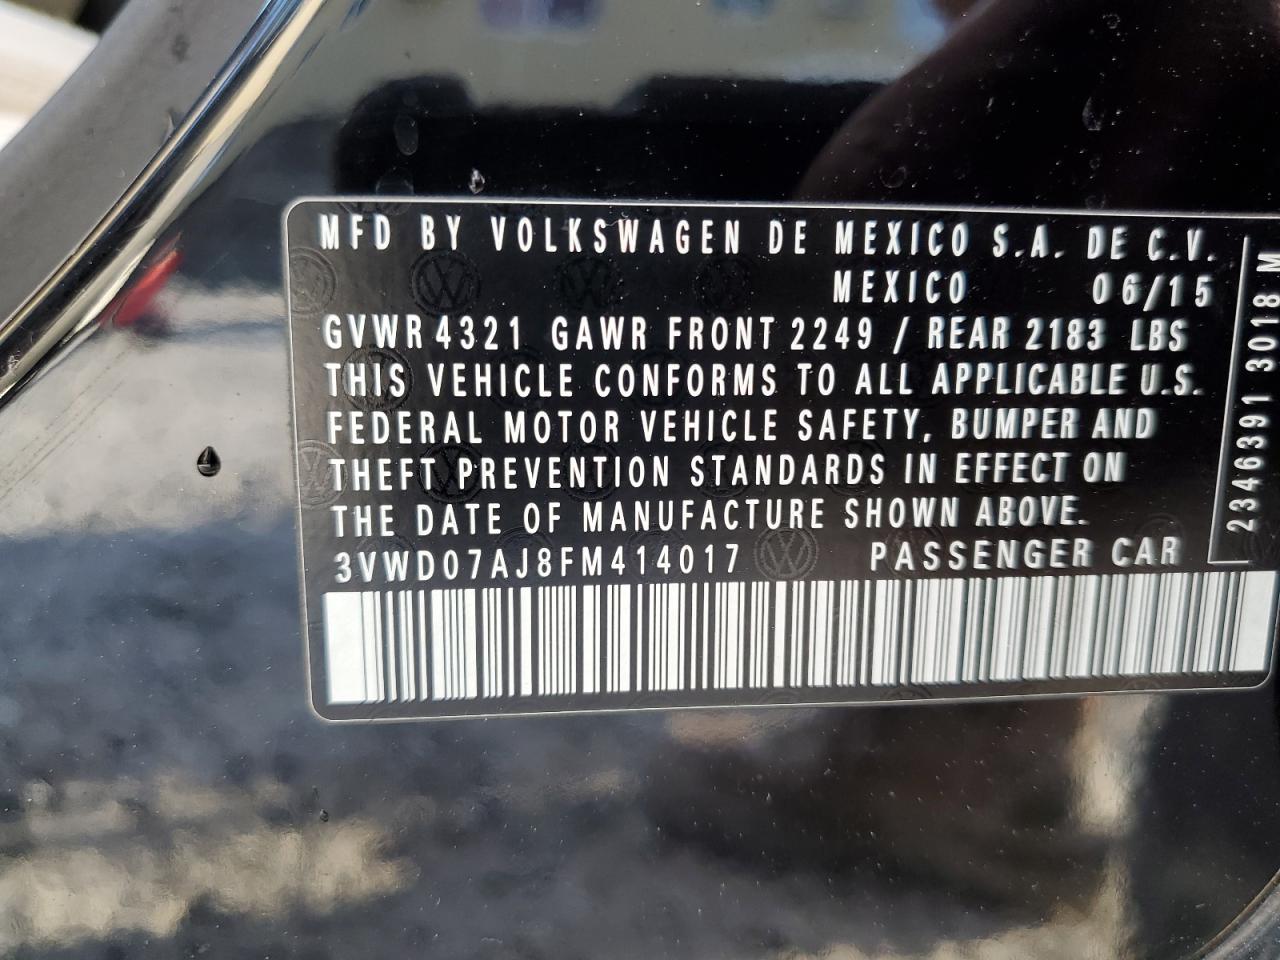 MFD BY VOLKSWAGEN DE MEXICO S.A. DE C.V.
MEXICO 06/15
GVWR 4321 GAWR FRONT 2249 / REAR 2183 LBS
THIS VEHICLE CONFORMS TO ALL APPLICABLE U.S.
FEDERAL MOTOR VEHICLE SAFETY, BUMPER AND
THEFT PREVENTION STANDARDS IN EFFECT ON
THE DATE OF MANUFACTURE SHOWN ABOVE.
3VWD07AJ8FM414017 PASSENGER CAR
2346391 3018 M